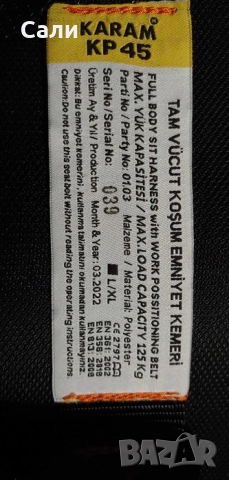 Сали
KARAM®
KP 45
TAM VÜCUT KOŞUM EMNİYET KEMERİ
FULL BODY SIT HARNESS with WORK POSSITIONING BELT
MAX. YÜK KAPASİTESİ / MAX.LOAD CAPACITY 125 Kg
Parti No/ Party No: 01.03 Malzeme / Material: Polyester
Seri No / Serial No: 039
L/XL
Üretim Ay & Yıl / Production Month & Year: 03.2022
CE 2797
EN 361: 2002
EN 358: 2018
EN 813: 2008
Dikkat: Bu emniyet kemerini, kullanma talimatını okumadan kullanmayınız.
Caution: Do not use this seat belt without reading the operating instructions.
BAZAR